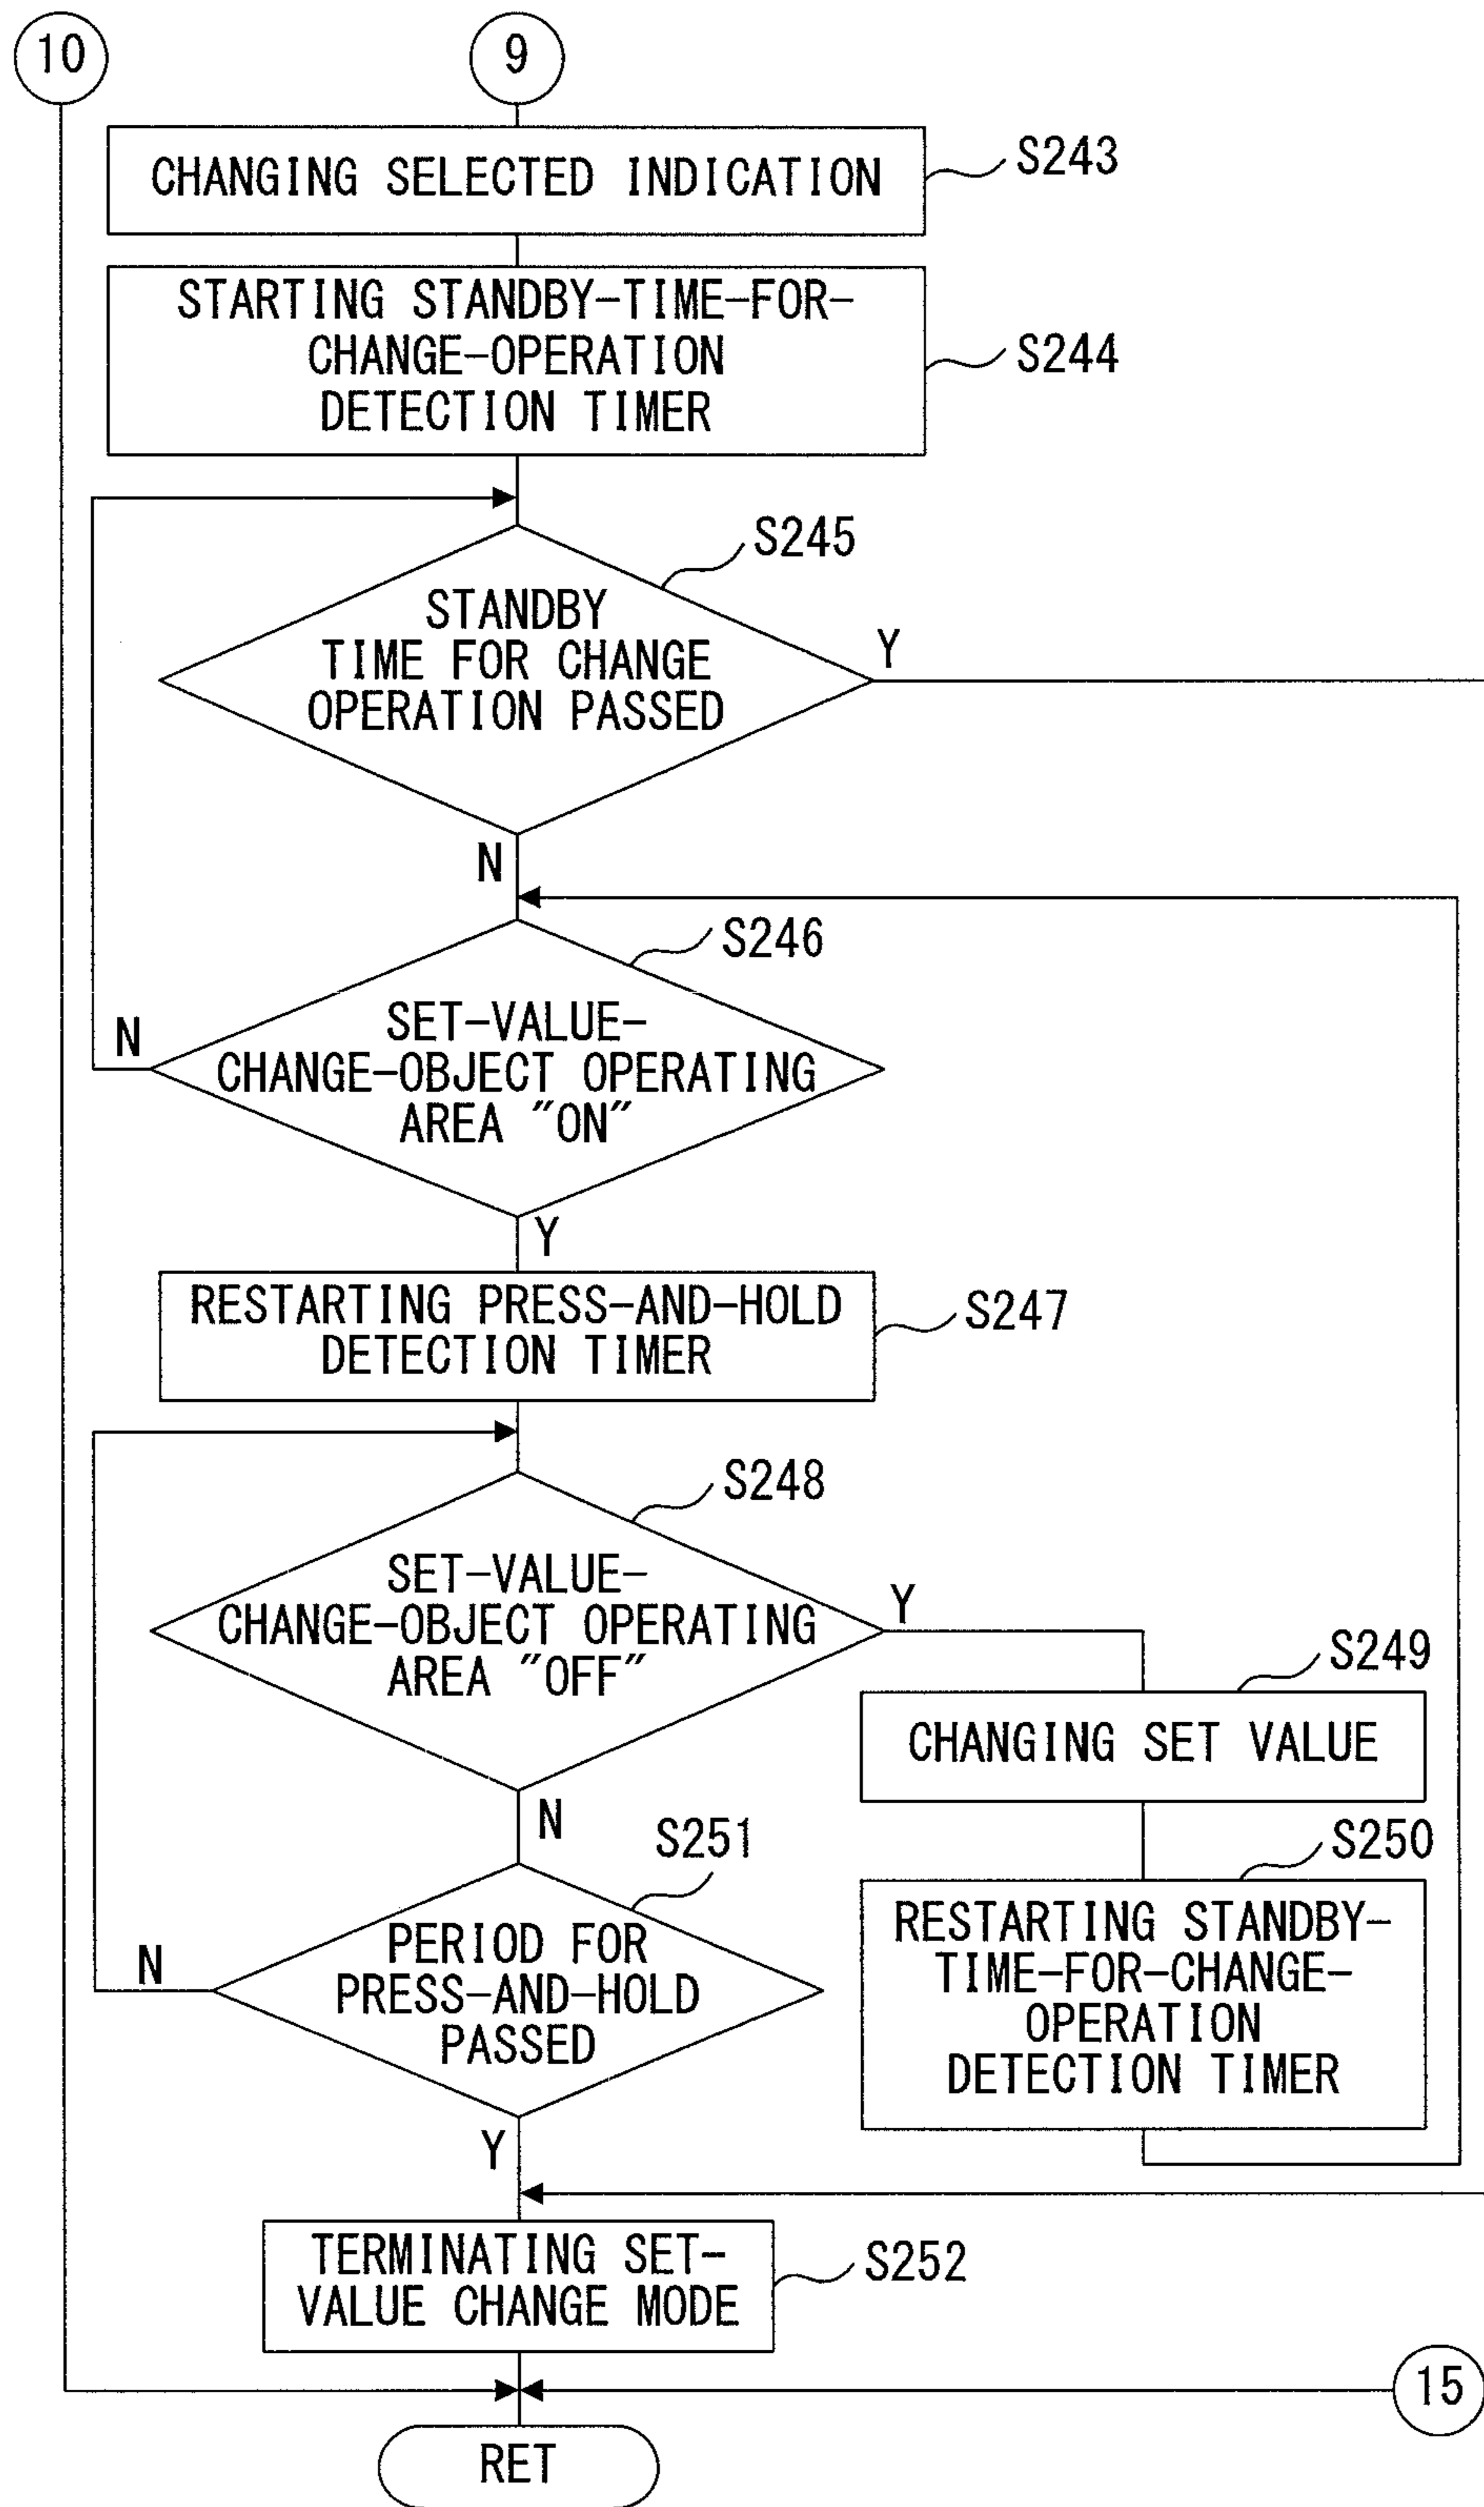 10
9
CHANGING SELECTED INDICATION
S243
STARTING STANDBY-TIME-FOR-
CHANGE-OPERATION
DETECTION TIMER
S244
S245
STANDBY
TIME FOR CHANGE
OPERATION PASSED
Y
N
S246
SET-VALUE-
CHANGE-OBJECT OPERATING
AREA "ON"
N
Y
RESTARTING PRESS-AND-HOLD
DETECTION TIMER
S247
S248
SET-VALUE-
CHANGE-OBJECT OPERATING
AREA "OFF"
Y
N
S249
CHANGING SET VALUE
S250
RESTARTING STANDBY-
TIME-FOR-CHANGE-
OPERATION
DETECTION TIMER
S251
PERIOD FOR
PRESS-AND-HOLD
PASSED
N
Y
TERMINATING SET-
VALUE CHANGE MODE
S252
15
RET